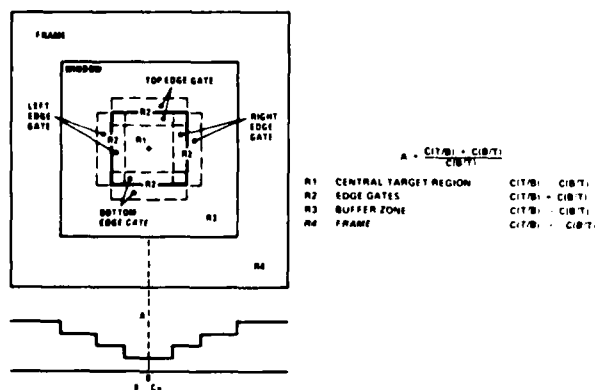 FRAME
WINDOW
TOP EDGE GATE
LEFT
EDGE
GATE
RIGHT
EDGE
GATE
R2
R2
R1
R2
R2
BOTTOM
EDGE GATE
R3
R4
A
A = C(T/B) + C(B/T)
C(B/T)
R1 CENTRAL TARGET REGION C(T/B) C(B/T)
R2 EDGE GATES C(T/B) + C(B/T)
R3 BUFFER ZONE C(T/B) C(B/T)
R4 FRAME C(T/B) C(B/T)